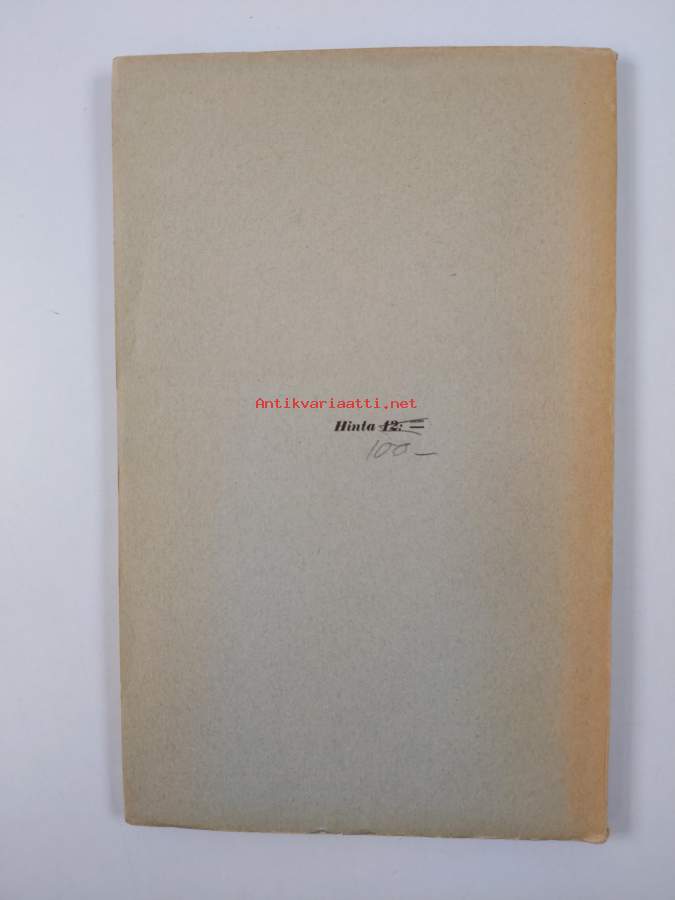 Antikvariaatti.net
Hinta 12: —
100 —